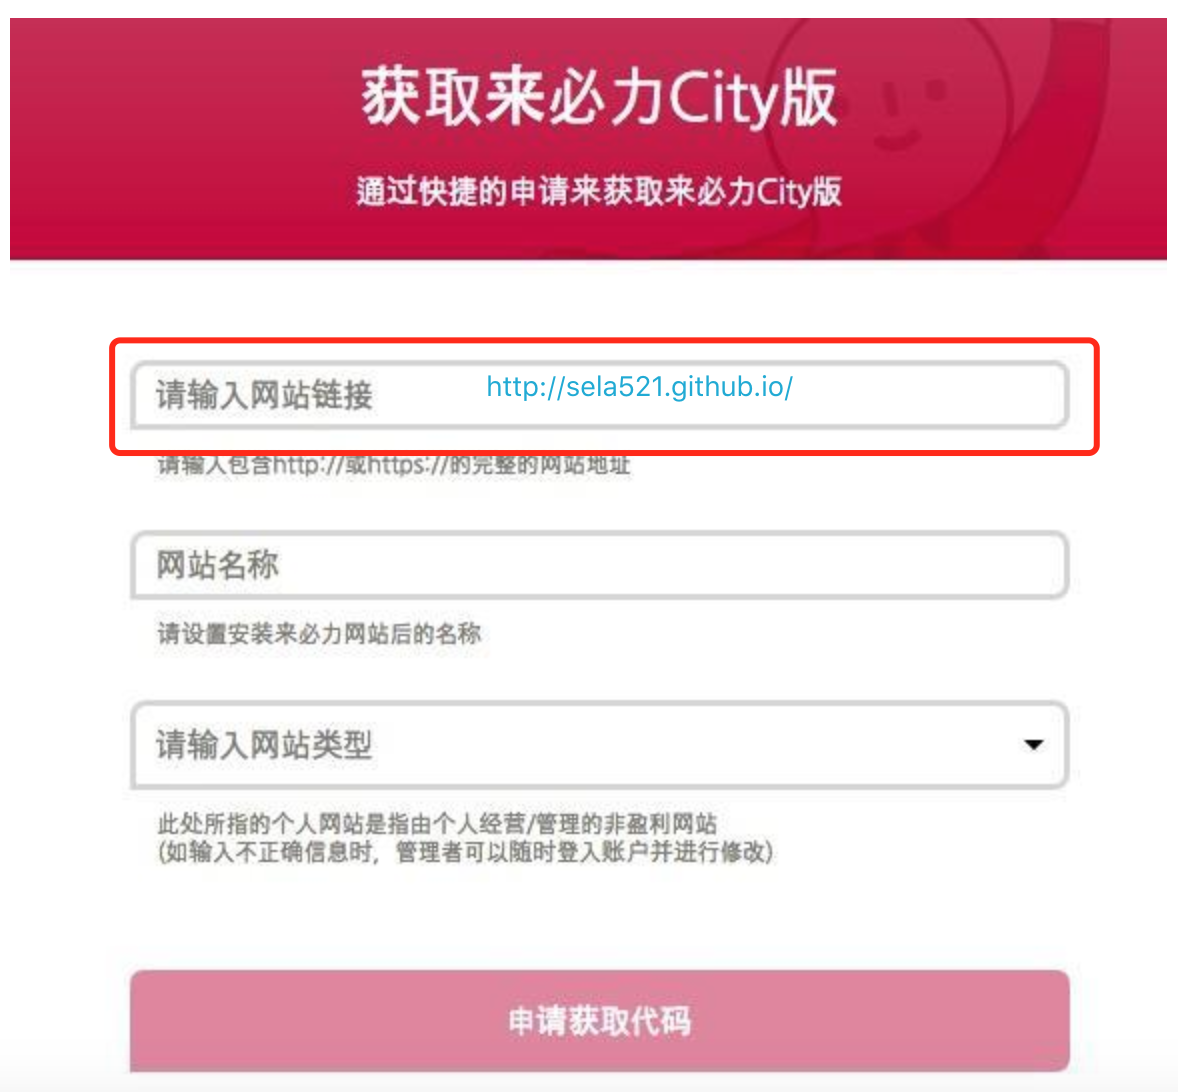 获取来必力City版
通过快捷的申请来获取来必力City版
请输入网站链接 http://sela521.github.io/
请输入包含http://或https://的完整的网站地址
网站名称
请设置安装来必力网站后的名称
请输入网站类型
此处所指的个人网站是指由个人经营/管理的非盈利网站
(如输入不正确信息时, 管理者可以随时登入账户并进行修改)
申请获取代码